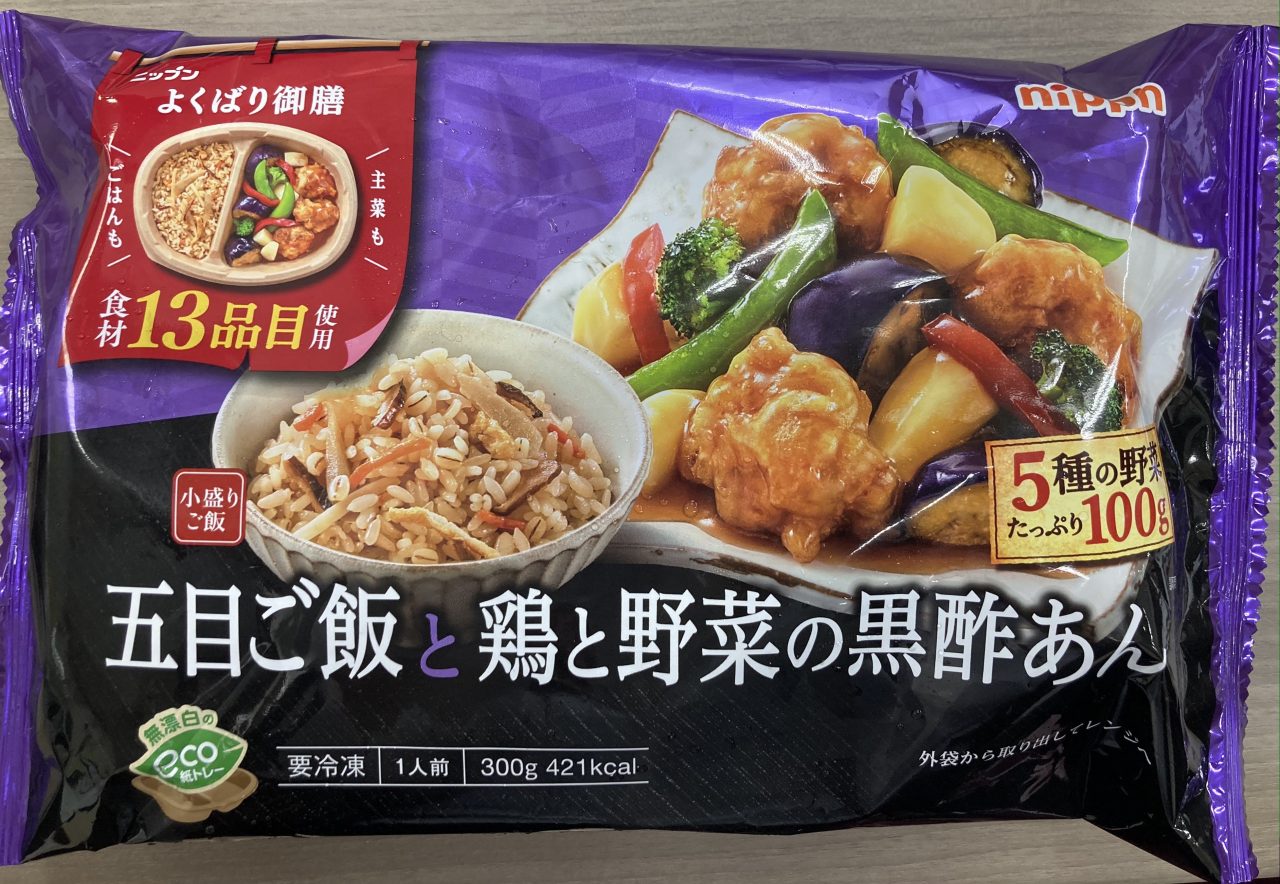 ニップン
よくばり御膳
ごはんも
主菜も
食材13品目使用
nippn
小盛り
ご飯
5種の野菜
たっぷり100g
五目ご飯と鶏と野菜の黒酢あん
無漂白の
eco
紙トレー
要冷凍 1人前 300g 421kcal
外袋から取り出してレンジへ